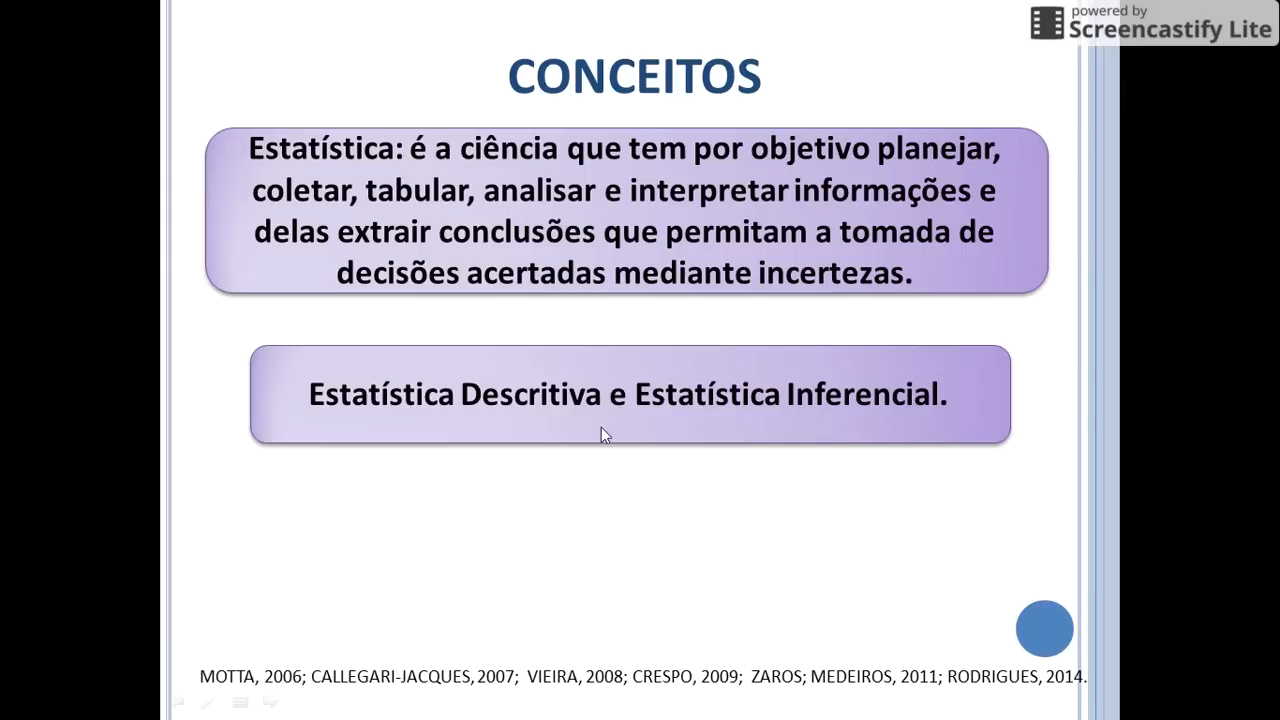 powered by
Screencastify Lite
CONCEITOS
Estatística: é a ciência que tem por objetivo planejar,
coletar, tabular, analisar e interpretar informações e
delas extrair conclusões que permitam a tomada de
decisões acertadas mediante incertezas.
Estatística Descritiva e Estatística Inferencial.
MOTTA, 2006; CALLEGARI-JACQUES, 2007; VIEIRA, 2008; CRESPO, 2009; ZAROS; MEDEIROS, 2011; RODRIGUES, 2014.